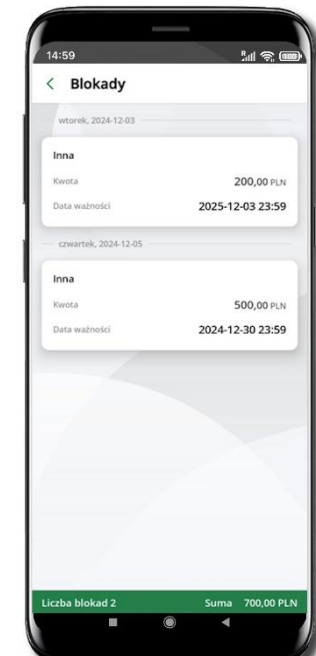 14:59
Blokady
wtorek, 2024-12-03
Inna
Kwota 200,00 PLN
Data ważności 2025-12-03 23:59
czwartek, 2024-12-05
Inna
Kwota 500,00 PLN
Data ważności 2024-12-30 23:59
Liczba blokad 2 Suma 700,00 PLN